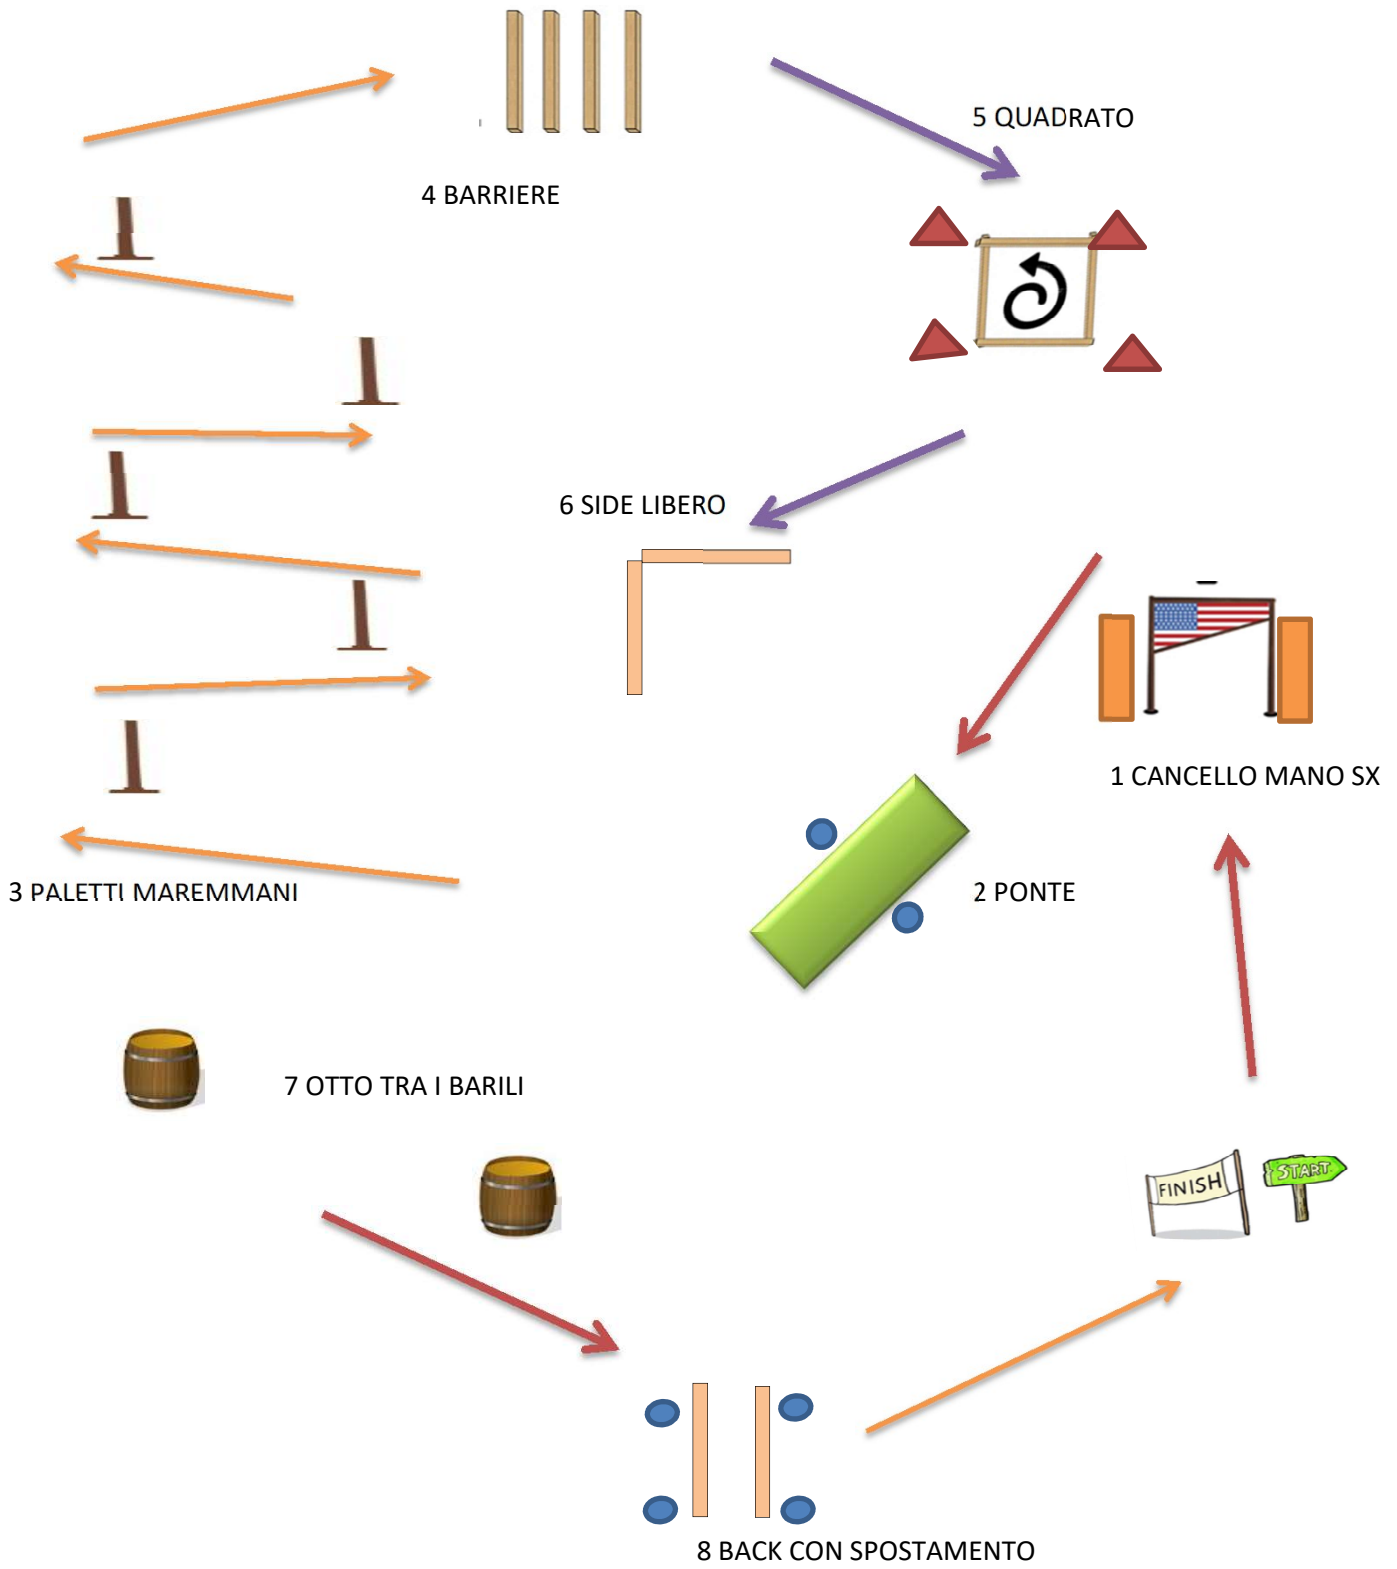 5 QUADRATO
4 BARRIERE
6 SIDE LIBERO
1 CANCELLO MANO SX
3 PALETTI MAREMMANI
2 PONTE
7 OTTO TRA I BARILI
FINISH
START
8 BACK CON SPOSTAMENTO